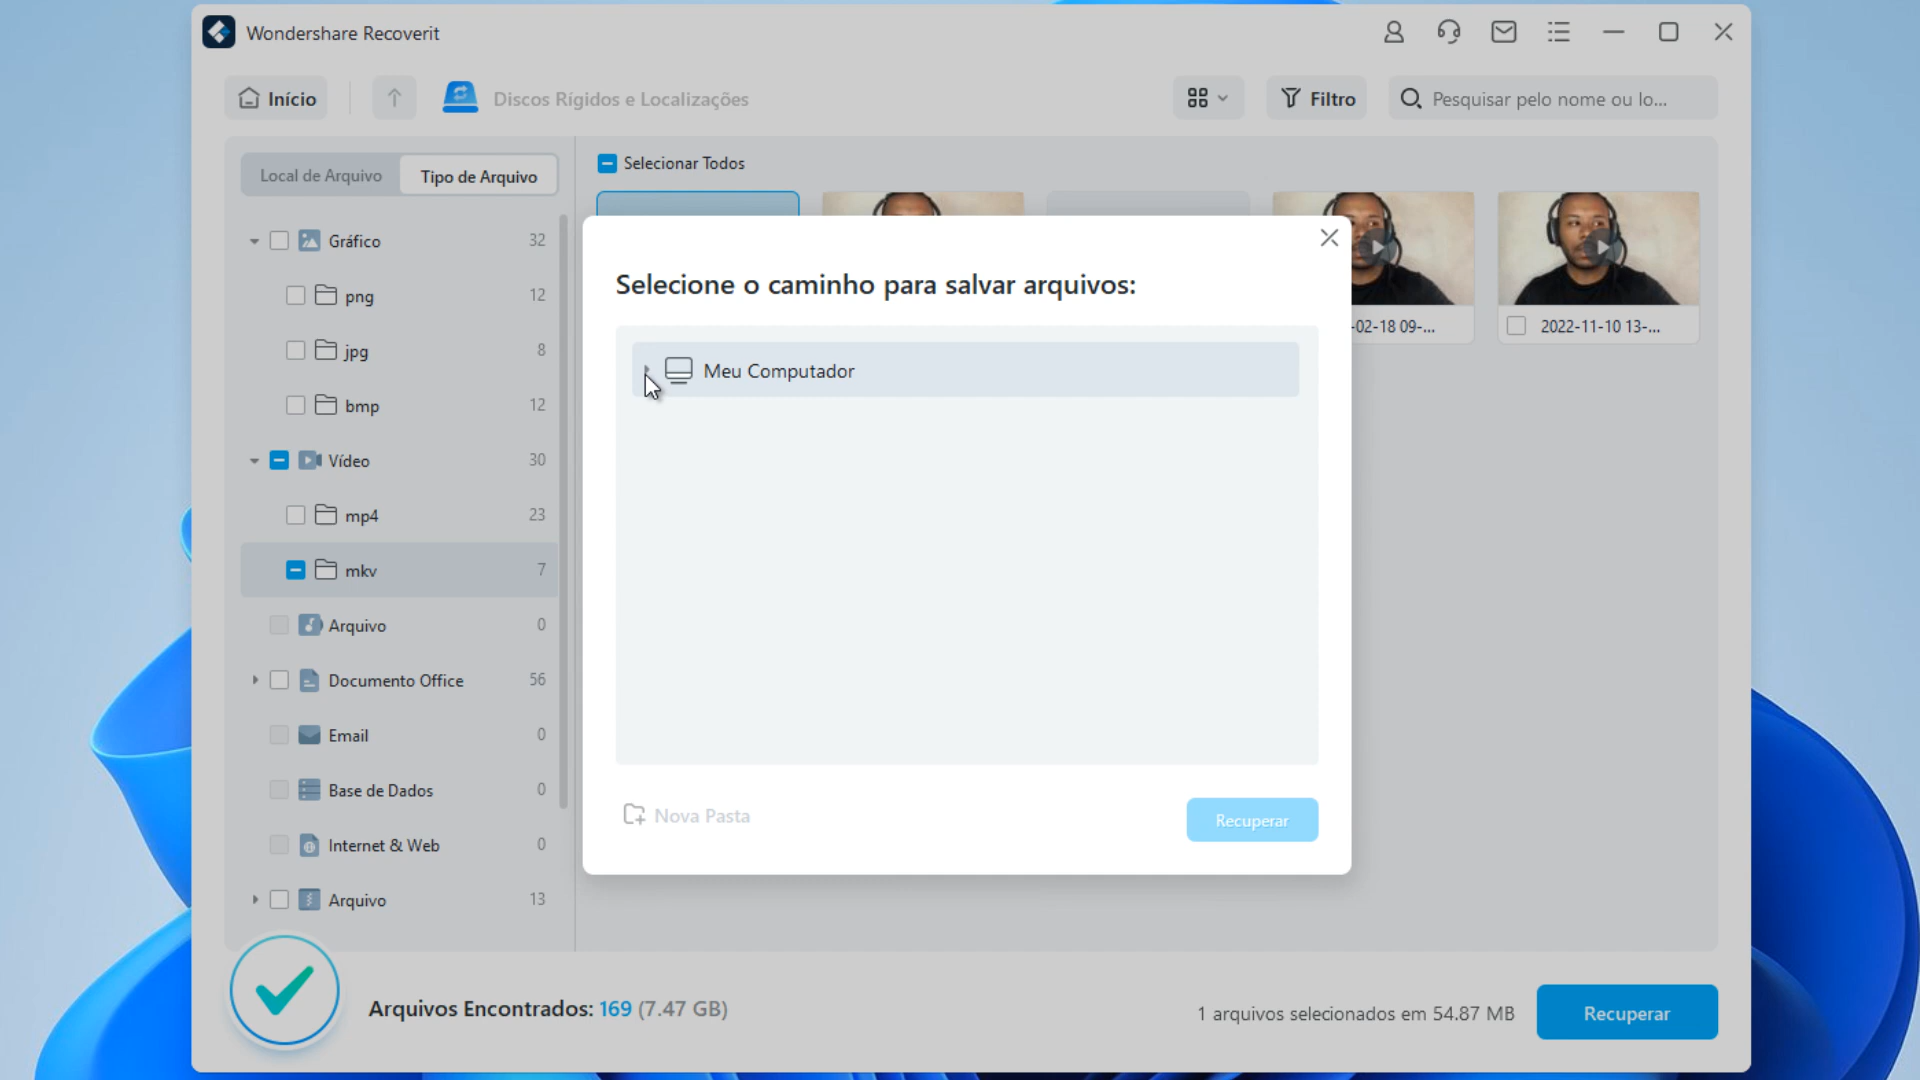 Wondershare Recoverit
Início
Discos Rígidos e Localizações
Filtro
Pesquisar pelo nome ou lo...
Local de Arquivo
Tipo de Arquivo
Selecionar Todos
Gráfico 32
png 12
jpg 8
bmp 12
Vídeo 30
mp4 23
mkv 7
Arquivo 0
Documento Office 56
Email 0
Base de Dados 0
Internet & Web 0
Arquivo 13
-02-18 09-...
2022-11-10 13-...
Selecione o caminho para salvar arquivos:
Meu Computador
Nova Pasta
Recuperar
Arquivos Encontrados: 169 (7.47 GB)
1 arquivos selecionados em 54.87 MB
Recuperar